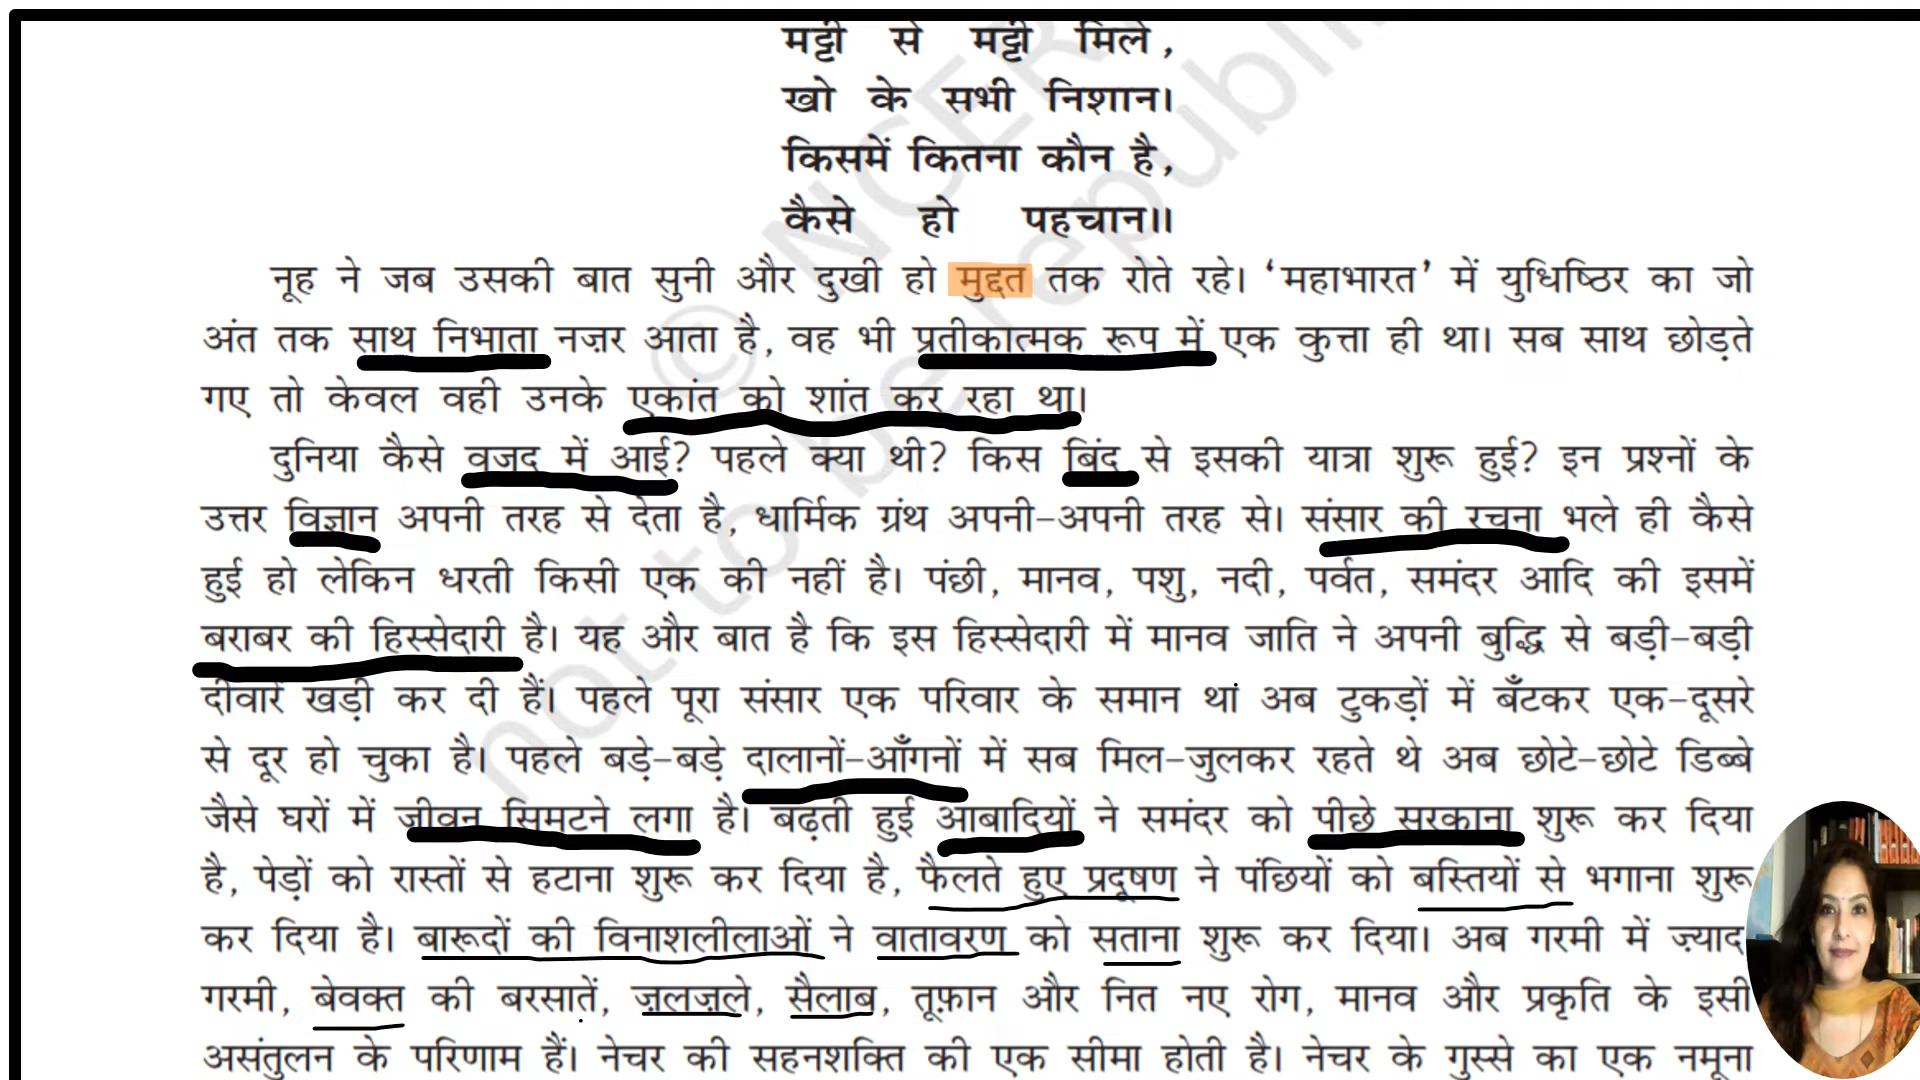 मट्टी से मट्टी मिले,
खो के सभी निशान।
किसमें कितना कौन है,
कैसे हो पहचान॥
नूह ने जब उसकी बात सुनी और दुखी हो मुद्दत तक रोते रहे। ‘महाभारत’ में युधिष्ठिर का जो
अंत तक साथ निभाता नज़र आता है, वह भी प्रतीकात्मक रूप में एक कुत्ता ही था। सब साथ छोड़ते
गए तो केवल वही उनके एकांत को शांत कर रहा था।
दुनिया कैसे वजूद में आई? पहले क्या थी? किस बिंदु से इसकी यात्रा शुरू हुई? इन प्रश्नों के
उत्तर विज्ञान अपनी तरह से देता है, धार्मिक ग्रंथ अपनी-अपनी तरह से। संसार की रचना भले ही कैसे
हुई हो लेकिन धरती किसी एक की नहीं है। पंछी, मानव, पशु, नदी, पर्वत, समंदर आदि की इसमें
बराबर की हिस्सेदारी है। यह और बात है कि इस हिस्सेदारी में मानव जाति ने अपनी बुद्धि से बड़ी-बड़ी
दीवारें खड़ी कर दी हैं। पहले पूरा संसार एक परिवार के समान था अब टुकड़ों में बँटकर एक-दूसरे
से दूर हो चुका है। पहले बड़े-बड़े दालानों-आँगनों में सब मिल-जुलकर रहते थे अब छोटे-छोटे डिब्बे
जैसे घरों में जीवन सिमटने लगा है। बढ़ती हुई आबादियों ने समंदर को पीछे सरकाना शुरू कर दिया
है, पेड़ों को रास्तों से हटाना शुरू कर दिया है, फैलते हुए प्रदूषण ने पंछियों को बस्तियों से भगाना शुरू
कर दिया है। बारूदों की विनाशलीलाओं ने वातावरण को सताना शुरू कर दिया। अब गरमी में ज़्याद
गरमी, बेवक्त की बरसातें, ज़लज़ले, सैलाब, तूफ़ान और नित नए रोग, मानव और प्रकृति के इसी
असंतुलन के परिणाम हैं। नेचर की सहनशक्ति की एक सीमा होती है। नेचर के गुस्से का एक नमूना
© NCER
not to be republi